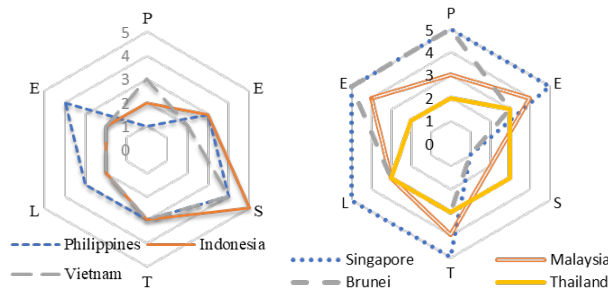 P
5
4
3
2
1
0
E
E
L
S
T
Philippines
Indonesia
Vietnam
P
5
4
3
2
1
0
E
E
L
S
T
Singapore
Malaysia
Brunei
Thailand